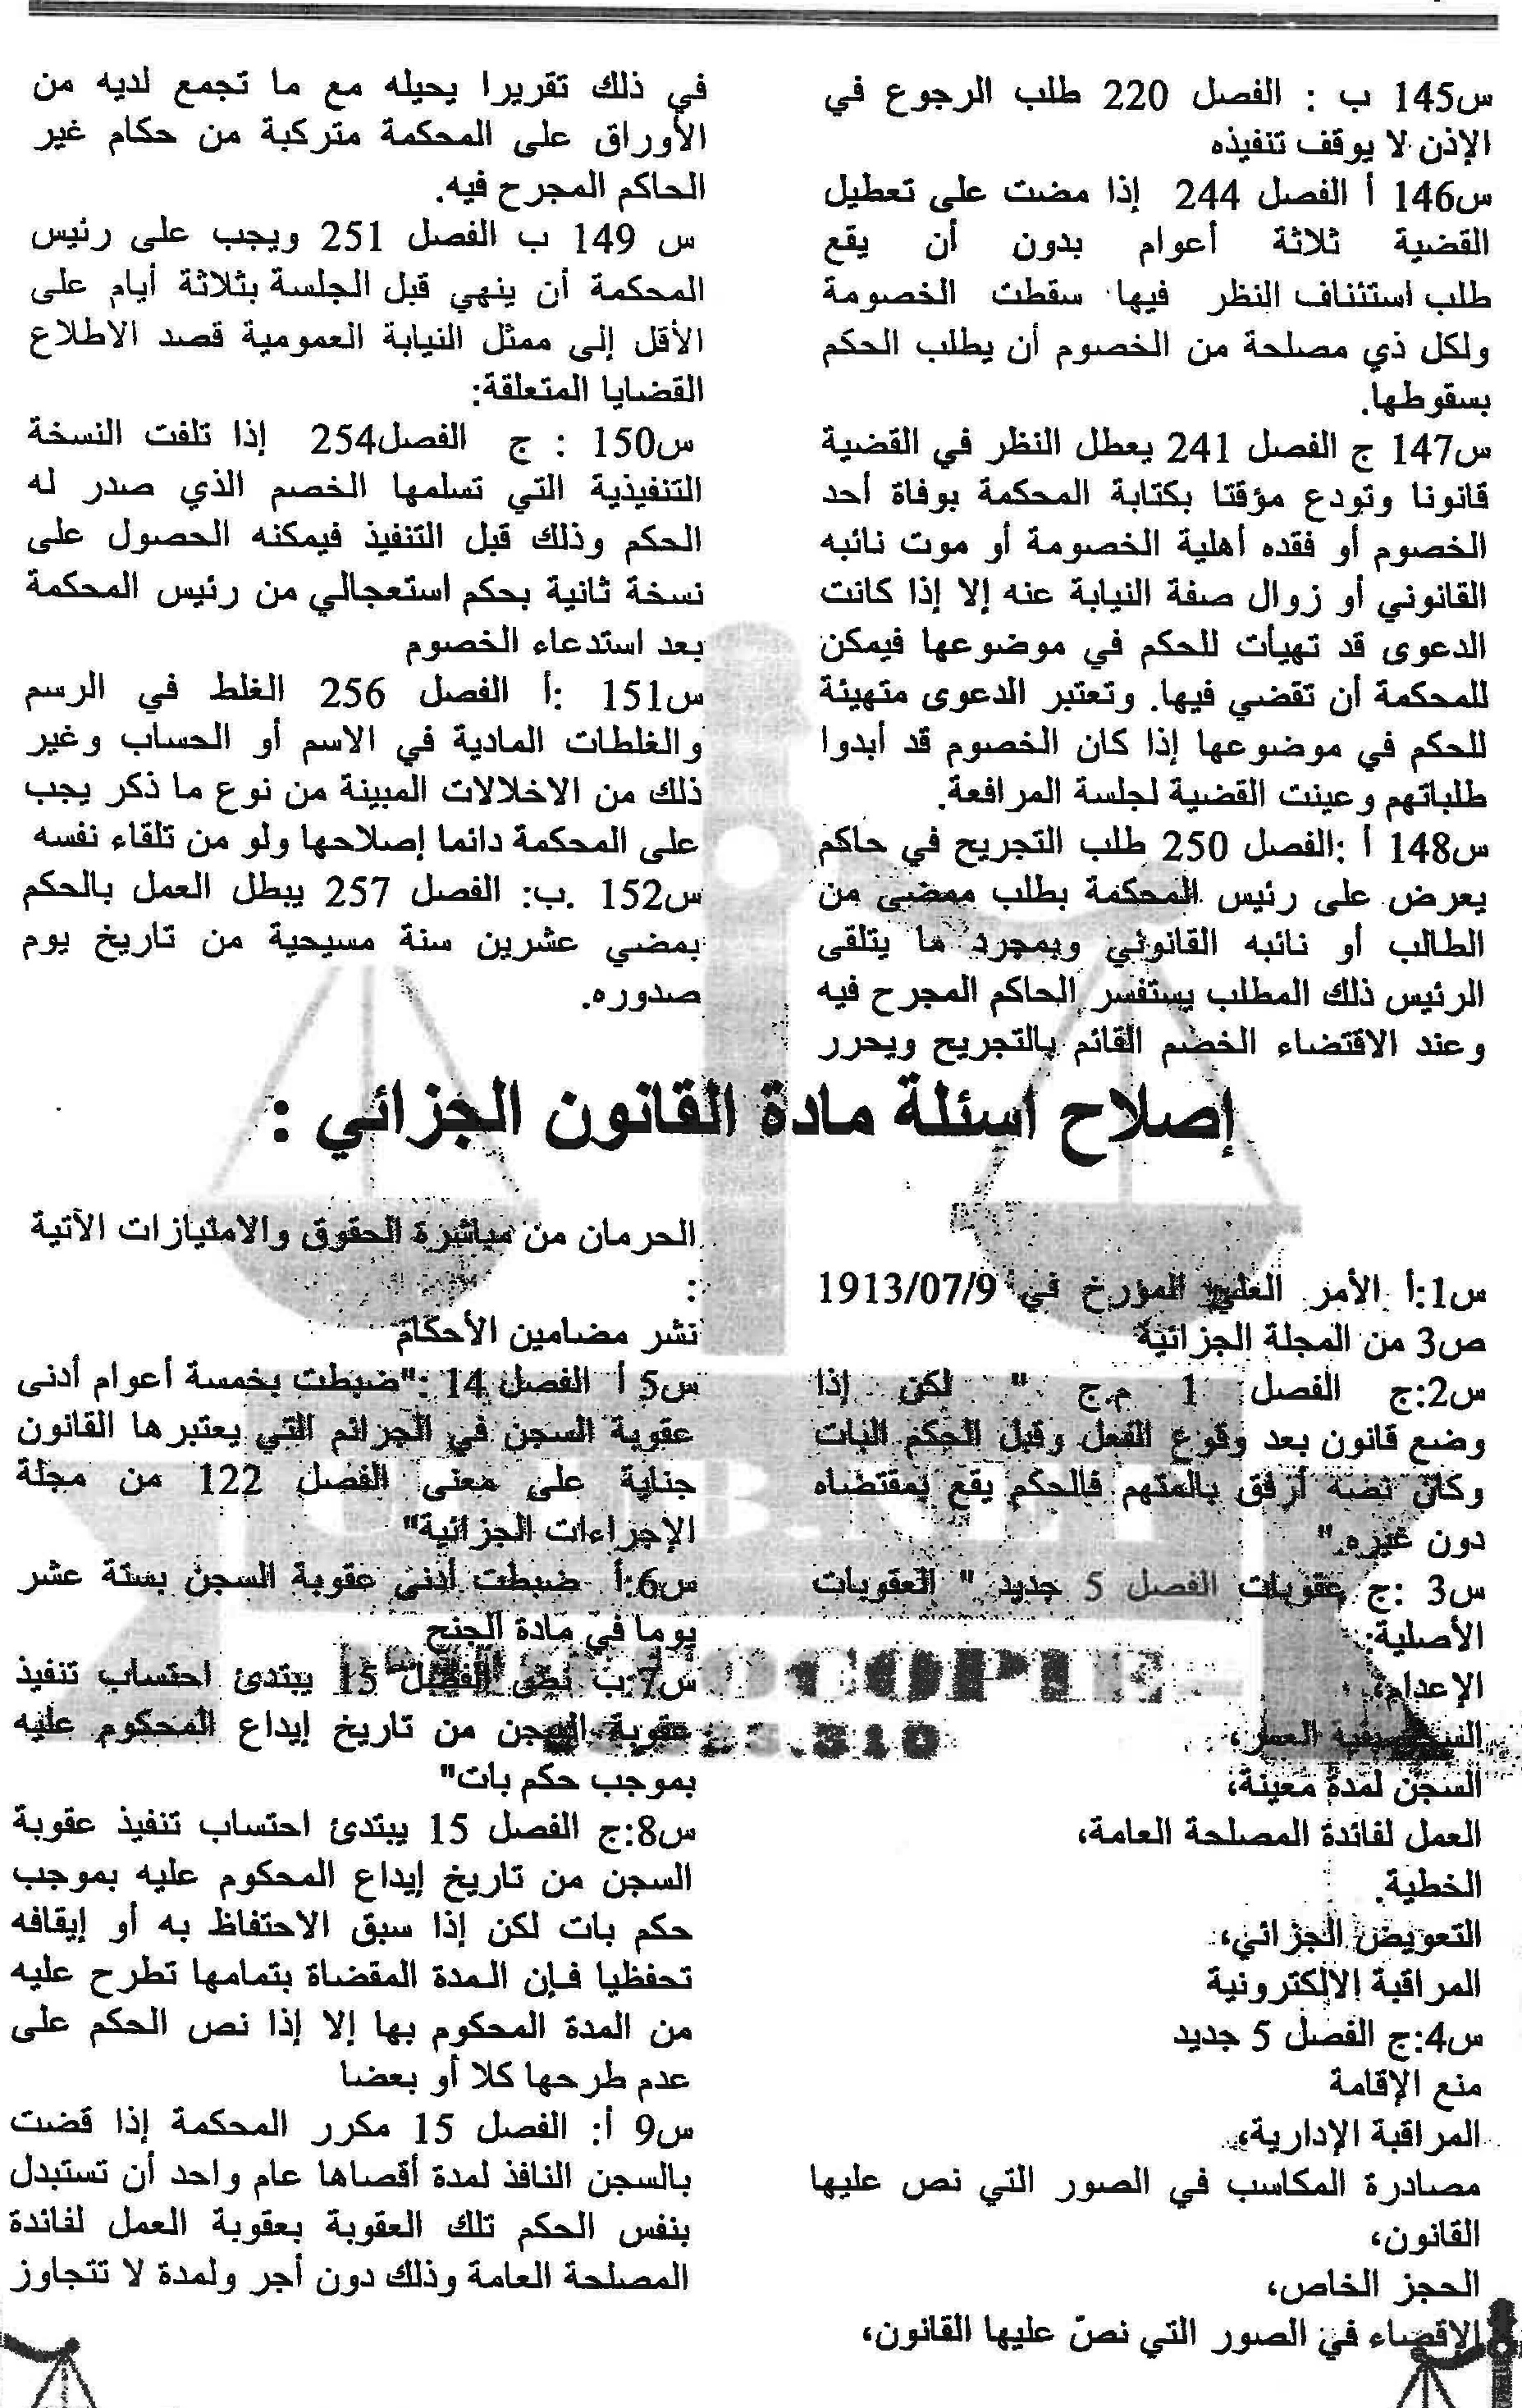 س145 ب : الفصل 220 طلب الرجوع في
الإذن لا يوقف تنفيذه
س146 أ الفصل 244 إذا مضت على تعطيل
القضية ثلاثة أعوام بدون أن يقع
طلب استئناف النظر فيها سقطت الخصومة
ولكل ذي مصلحة من الخصوم أن يطلب الحكم
بسقوطها.
س147 ج الفصل 241 يعطل النظر في القضية
قانونا وتودع مؤقتا بكتابة المحكمة بوفاة أحد
الخصوم أو فقده أهلية الخصومة أو موت نائبه
القانوني أو زوال صفة النيابة عنه إلا إذا كانت
الدعوى قد تهيأت للحكم في موضوعها فيمكن
للمحكمة أن تقضي فيها. وتعتبر الدعوى متهيئة
للحكم في موضوعها إذا كان الخصوم قد أبدوا
طلباتهم وعينت القضية لجلسة المرافعة.
س148 أ :الفصل 250 طلب التجريح في حاكم
يعرض على رئيس المحكمة بطلب ممضى من
الطالب أو نائبه القانوني وبمجرد ما يتلقى
الرئيس ذلك المطلب يستفسر الحاكم المجرح فيه
وعند الاقتضاء الخصم القائم بالتجريح ويحرر
في ذلك تقريرا يحيله مع ما تجمع لديه من
الأوراق على المحكمة متركبة من حكام غير
الحاكم المجرح فيه.
س 149 ب الفصل 251 ويجب على رئيس
المحكمة أن ينهي قبل الجلسة بثلاثة أيام على
الأقل إلى ممثل النيابة العمومية قصد الاطلاع
القضايا المتعلقة:
س150 : ج الفصل254 إذا تلفت النسخة
التنفيذية التي تسلمها الخصم الذي صدر له
الحكم وذلك قبل التنفيذ فيمكنه الحصول على
نسخة ثانية بحكم استعجالي من رئيس المحكمة
بعد استدعاء الخصوم
س151 :أ الفصل 256 الغلط في الرسم
والغلطات المادية في الاسم أو الحساب وغير
ذلك من الاخلالات المبينة من نوع ما ذكر يجب
على المحكمة دائما إصلاحها ولو من تلقاء نفسه
س152 .ب: الفصل 257 يبطل العمل بالحكم
بمضي عشرين سنة مسيحية من تاريخ يوم
صدوره.
إصلاح اسئلة مادة القانون الجزائي :
س1:أ الأمر العلي المؤرخ في 1913/07/9
ص3 من المجلة الجزائية
س2:ج الفصل 1 م.ج " لكن إذا
وضع قانون بعد وقوع الفعل وقبل الحكم البات
وكان نصه أرفق بالمتهم فالحكم يقع بمقتضاه
دون غيره."
س3 :ج عقوبات الفصل 5 جديد " العقوبات
الأصلية:
الإعدام،
السجن بقية العمر،
السجن لمدة معينة،
العمل لفائدة المصلحة العامة،
الخطية.
التعويض الجزائي،
المراقبة الالكترونية
س4:ج الفصل 5 جديد
منع الإقامة
المراقبة الإدارية،
مصادرة المكاسب في الصور التي نص عليها
القانون،
الحجز الخاص،
الإقصاء في الصور التي نصّ عليها القانون،
الحرمان من مباشرة الحقوق والامتيازات الآتية
:
نشر مضامين الأحكام
س5 أ الفصل 14 :"ضبطت بخمسة أعوام أدنى
عقوبة السجن في الجرائم التي يعتبرها القانون
جناية على معنى الفصل 122 من مجلة
الإجراءات الجزائية"
س6:أ ضبطت أدنى عقوبة السجن بستة عشر
يوما في مادة الجنح
س7:ب نص الفصل 15 يبتدئ احتساب تنفيذ
عقوبة السجن من تاريخ إيداع المحكوم عليه
بموجب حكم بات"
س8:ج الفصل 15 يبتدئ احتساب تنفيذ عقوبة
السجن من تاريخ إيداع المحكوم عليه بموجب
حكم بات لكن إذا سبق الاحتفاظ به أو إيقافه
تحفظيا فإن المدة المقضاة بتمامها تطرح عليه
من المدة المحكوم بها إلا إذا نص الحكم على
عدم طرحها كلا أو بعضا
س9 أ: الفصل 15 مكرر المحكمة إذا قضت
بالسجن النافذ لمدة أقصاها عام واحد أن تستبدل
بنفس الحكم تلك العقوبة بعقوبة العمل لفائدة
المصلحة العامة وذلك دون أجر ولمدة لا تتجاوز